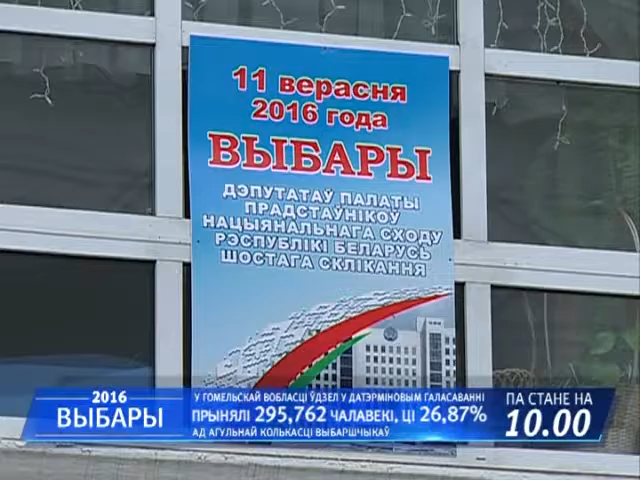 11 верасня
2016 года
ВЫБАРЫ
ДЭПУТАТАЎ ПАЛАТЫ
ПРАДСТАЎНІКОЎ
НАЦЫЯНАЛЬНАГА СХОДУ
РЭСПУБЛІКІ БЕЛАРУСЬ
ШОСТАГА СКЛІКАННЯ
2016
ВЫБАРЫ
У ГОМЕЛЬСКАЙ ВОБЛАСЦІ ЎДЗЕЛ У ДАТЭРМІНОВЫМ ГАЛАСАВАННІ
ПРЫНЯЛІ 295,762 ЧАЛАВЕКІ, ЦІ 26,87%
АД АГУЛЬНАЙ КОЛЬКАСЦІ ВЫБАРШЧЫКАЎ
ПА СТАНЕ НА
10.00